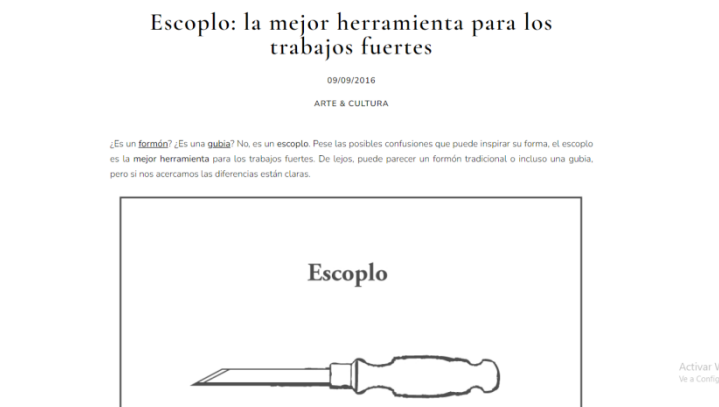 Escoplo: la mejor herramienta para los
trabajos fuertes
09/09/2016
ARTE & CULTURA
¿Es un formón? ¿Es una gubia? No, es un escoplo. Pese las posibles confusiones que puede inspirar su forma, el escoplo
es la mejor herramienta para los trabajos fuertes. De lejos, puede parecer un formón tradicional o incluso una gubia,
pero si nos acercamos las diferencias están claras.
Escoplo
Activar
Ve a Config